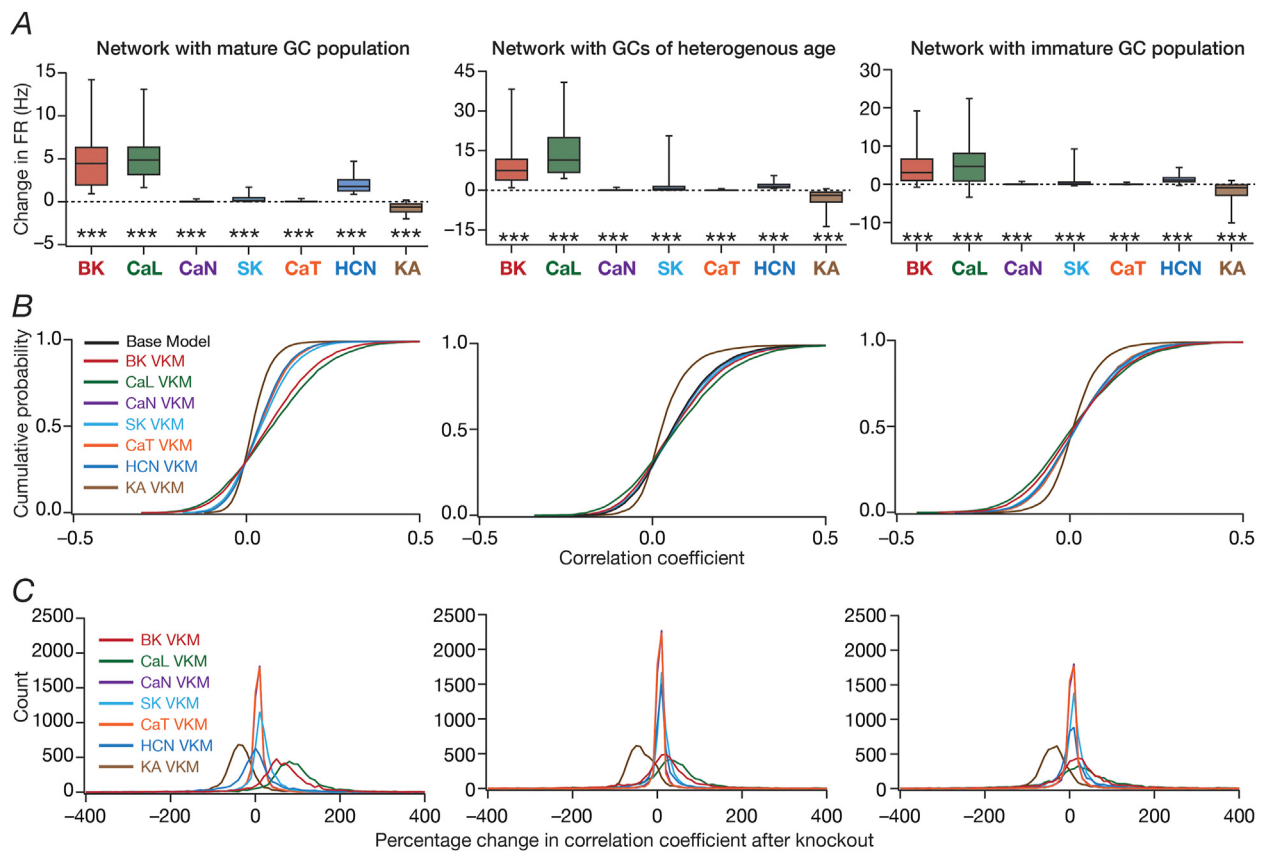 A
Network with mature GC population
Network with GCs of heterogenous age
Network with immature GC population
Change in FR (Hz)
15
10
5
0
−5
45
30
15
0
−15
30
20
10
0
−10
*** *** *** *** *** *** ***
*** *** *** *** *** *** ***
*** *** *** *** *** *** ***
BK CaL CaN SK CaT HCN KA
BK CaL CaN SK CaT HCN KA
BK CaL CaN SK CaT HCN KA
B
Cumulative probability
1.0
0.5
0.0
Base Model
BK VKM
CaL VKM
CaN VKM
SK VKM
CaT VKM
HCN VKM
KA VKM
−0.5 0.0 0.5
1.0
0.5
0.0
−0.5 0.0 0.5
1.0
0.5
0.0
−0.5 0.0 0.5
Correlation coefficient
C
Count
2500
2000
1500
1000
500
0
BK VKM
CaL VKM
CaN VKM
SK VKM
CaT VKM
HCN VKM
KA VKM
−400 −200 0 200 400
2500
2000
1500
1000
500
0
−400 −200 0 200 400
2500
2000
1500
1000
500
0
−400 −200 0 200 400
Percentage change in correlation coefficient after knockout